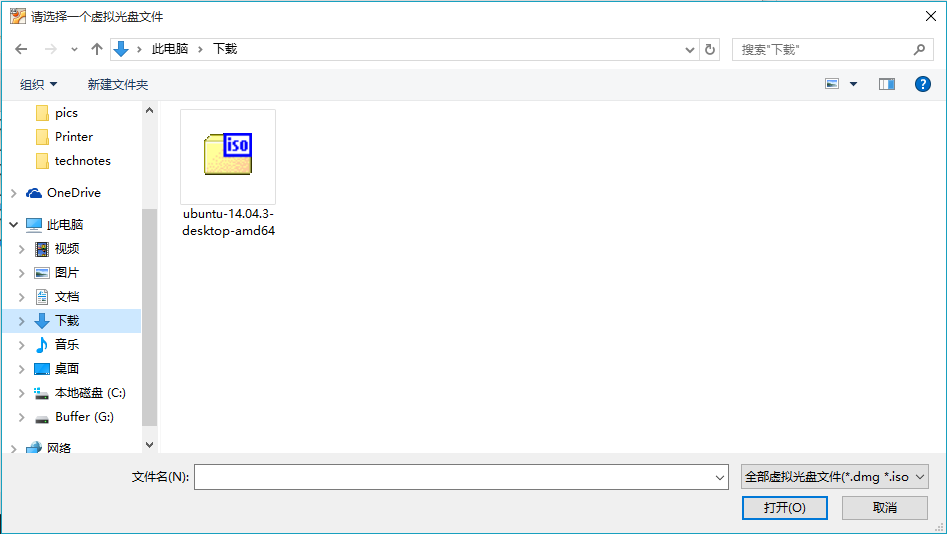 请选择一个虚拟光盘文件
此电脑
下载
搜索"下载"
组织
新建文件夹
pics
Printer
technotes
OneDrive
此电脑
视频
图片
文档
下载
音乐
桌面
本地磁盘 (C:)
Buffer (G:)
网络
iso
ubuntu-14.04.3-
desktop-amd64
文件名(N):
全部虚拟光盘文件(*.dmg *.iso
打开(O)
取消